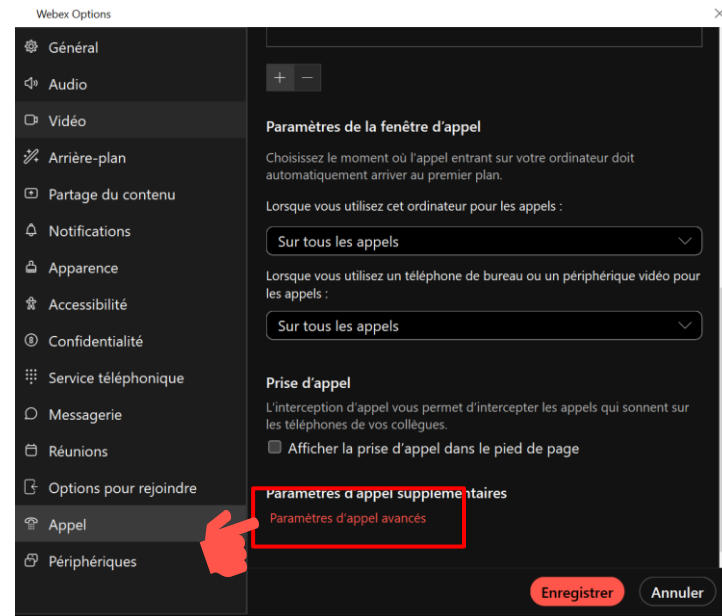 Webex Options
Général
Audio
Vidéo
Arrière-plan
Partage du contenu
Notifications
Apparence
Accessibilité
Confidentialité
Service téléphonique
Messagerie
Réunions
Options pour rejoindre
Appel
Périphériques
Paramètres de la fenêtre d'appel
Choisissez le moment où l'appel entrant sur votre ordinateur doit
automatiquement arriver au premier plan.
Lorsque vous utilisez cet ordinateur pour les appels :
Sur tous les appels
Lorsque vous utilisez un téléphone de bureau ou un périphérique vidéo pour
les appels :
Sur tous les appels
Prise d'appel
L'interception d'appel vous permet d'intercepter les appels qui sonnent sur
les téléphones de vos collègues.
Afficher la prise d'appel dans le pied de page
Paramètres d'appel supplémentaires
Paramètres d'appel avancés
Enregistrer
Annuler